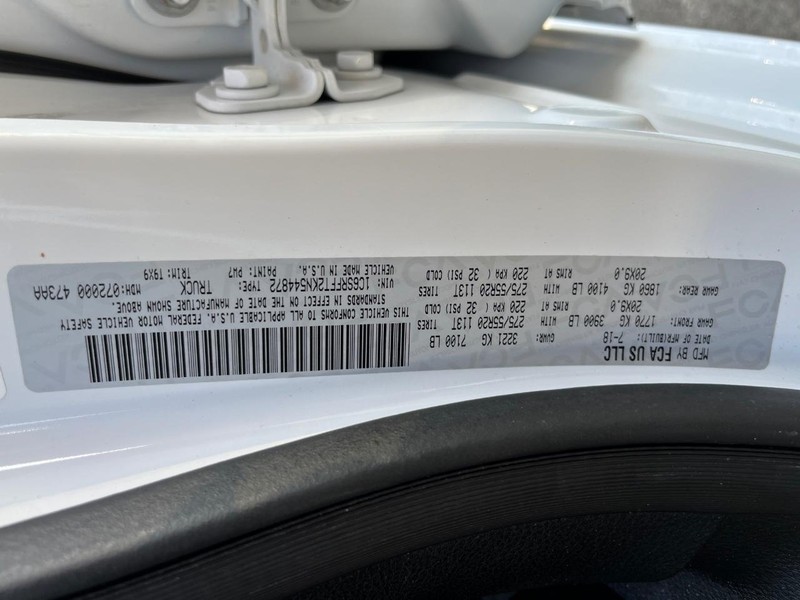 MFD BY FCA US LLC
DATE OF MFR(BUILT): 7-18 GVWR: 3221 KG 7100 LB
GAWR FRONT: 1770 KG 3900 LB WITH 275/55R20 113T TIRES
20X9.0 RIMS AT 220 KPA ( 32 PSI) COLD
GAWR REAR: 1860 KG 4100 LB WITH 275/55R20 113T TIRES
20X9.0 RIMS AT 220 KPA ( 32 PSI) COLD
THIS VEHICLE CONFORMS TO ALL APPLICABLE U.S.A. FEDERAL MOTOR VEHICLE SAFETY
STANDARDS IN EFFECT ON THE DATE OF MANUFACTURE SHOWN ABOVE.
VIN: 1C6SRFFT2KN544872 TYPE: TRUCK MDH:072000 473AA
VEHICLE MADE IN U.S.A. PAINT: PW7 TRIM: T9X9